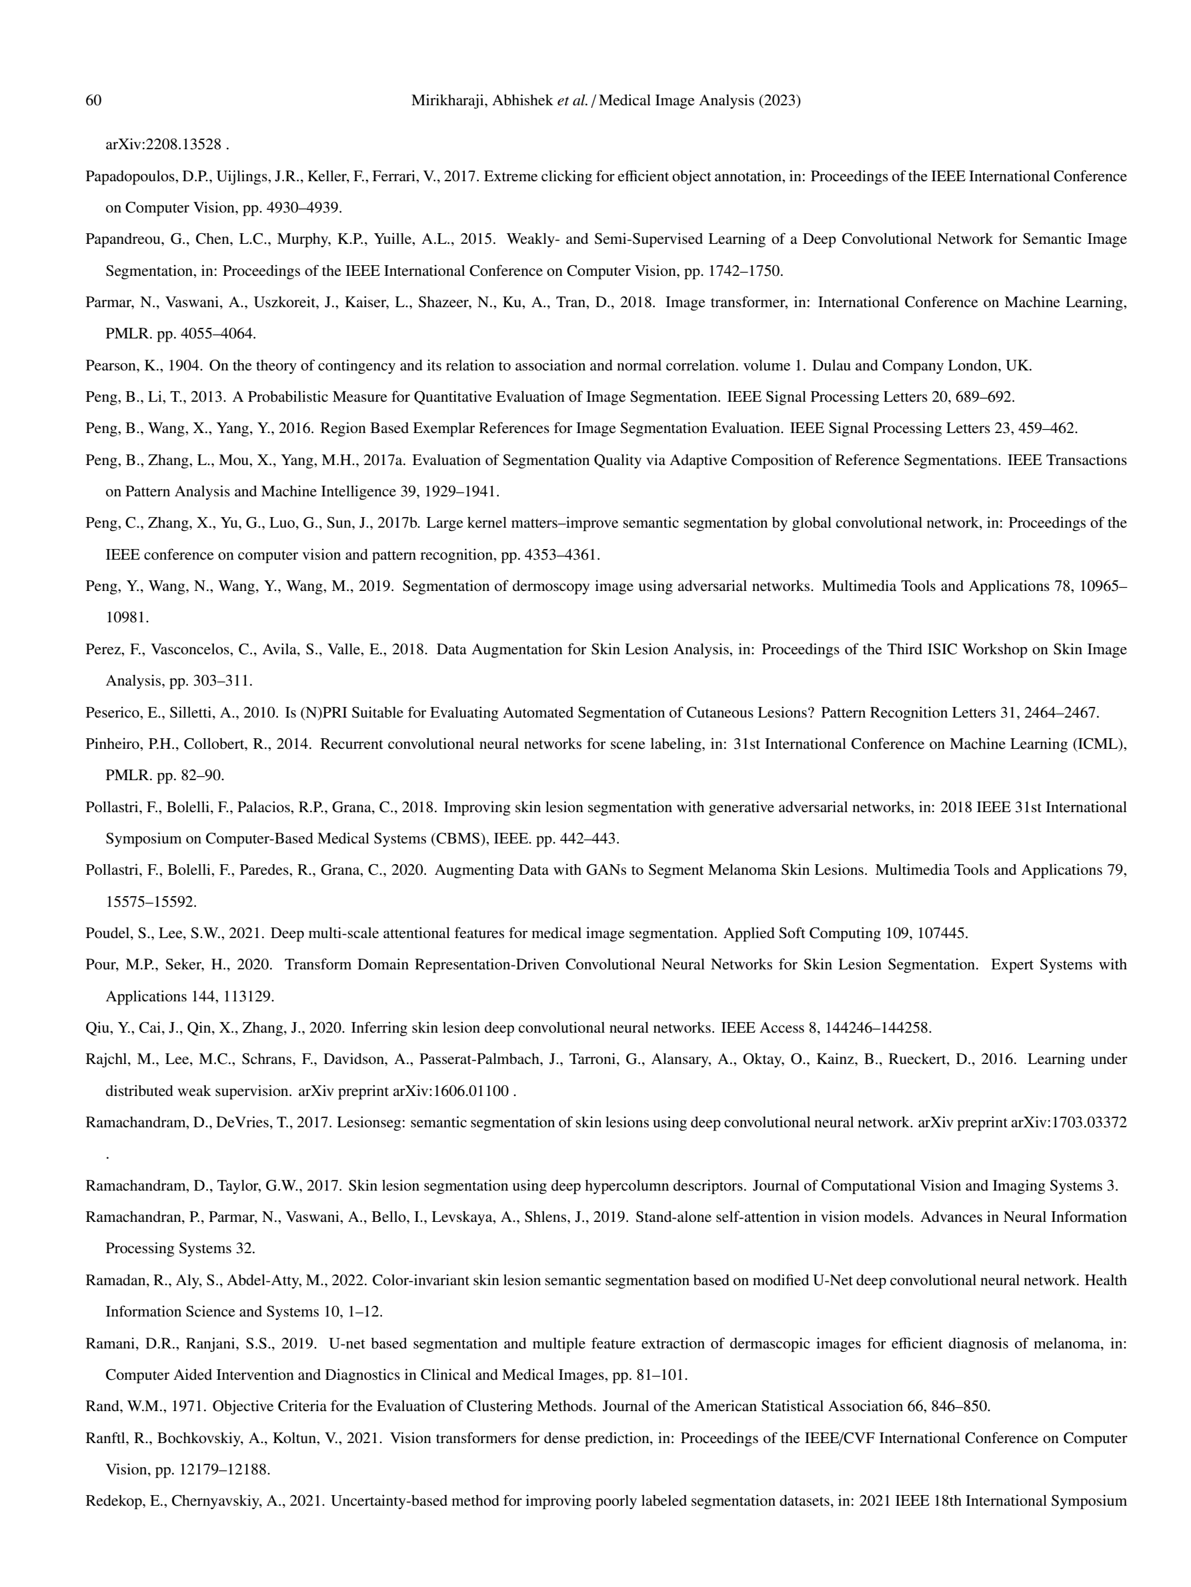 60
Mirikharaji, Abhishek et al. / Medical Image Analysis (2023)
arXiv:2208.13528 .
Papadopoulos, D.P., Uijlings, J.R., Keller, F., Ferrari, V., 2017. Extreme clicking for efficient object annotation, in: Proceedings of the IEEE International Conference
on Computer Vision, pp. 4930–4939.
Papandreou, G., Chen, L.C., Murphy, K.P., Yuille, A.L., 2015. Weakly- and Semi-Supervised Learning of a Deep Convolutional Network for Semantic Image
Segmentation, in: Proceedings of the IEEE International Conference on Computer Vision, pp. 1742–1750.
Parmar, N., Vaswani, A., Uszkoreit, J., Kaiser, L., Shazeer, N., Ku, A., Tran, D., 2018. Image transformer, in: International Conference on Machine Learning,
PMLR. pp. 4055–4064.
Pearson, K., 1904. On the theory of contingency and its relation to association and normal correlation. volume 1. Dulau and Company London, UK.
Peng, B., Li, T., 2013. A Probabilistic Measure for Quantitative Evaluation of Image Segmentation. IEEE Signal Processing Letters 20, 689–692.
Peng, B., Wang, X., Yang, Y., 2016. Region Based Exemplar References for Image Segmentation Evaluation. IEEE Signal Processing Letters 23, 459–462.
Peng, B., Zhang, L., Mou, X., Yang, M.H., 2017a. Evaluation of Segmentation Quality via Adaptive Composition of Reference Segmentations. IEEE Transactions
on Pattern Analysis and Machine Intelligence 39, 1929–1941.
Peng, C., Zhang, X., Yu, G., Luo, G., Sun, J., 2017b. Large kernel matters–improve semantic segmentation by global convolutional network, in: Proceedings of the
IEEE conference on computer vision and pattern recognition, pp. 4353–4361.
Peng, Y., Wang, N., Wang, Y., Wang, M., 2019. Segmentation of dermoscopy image using adversarial networks. Multimedia Tools and Applications 78, 10965–
10981.
Perez, F., Vasconcelos, C., Avila, S., Valle, E., 2018. Data Augmentation for Skin Lesion Analysis, in: Proceedings of the Third ISIC Workshop on Skin Image
Analysis, pp. 303–311.
Peserico, E., Silletti, A., 2010. Is (N)PRI Suitable for Evaluating Automated Segmentation of Cutaneous Lesions? Pattern Recognition Letters 31, 2464–2467.
Pinheiro, P.H., Collobert, R., 2014. Recurrent convolutional neural networks for scene labeling, in: 31st International Conference on Machine Learning (ICML),
PMLR. pp. 82–90.
Pollastri, F., Bolelli, F., Palacios, R.P., Grana, C., 2018. Improving skin lesion segmentation with generative adversarial networks, in: 2018 IEEE 31st International
Symposium on Computer-Based Medical Systems (CBMS), IEEE. pp. 442–443.
Pollastri, F., Bolelli, F., Paredes, R., Grana, C., 2020. Augmenting Data with GANs to Segment Melanoma Skin Lesions. Multimedia Tools and Applications 79,
15575–15592.
Poudel, S., Lee, S.W., 2021. Deep multi-scale attentional features for medical image segmentation. Applied Soft Computing 109, 107445.
Pour, M.P., Seker, H., 2020. Transform Domain Representation-Driven Convolutional Neural Networks for Skin Lesion Segmentation. Expert Systems with
Applications 144, 113129.
Qiu, Y., Cai, J., Qin, X., Zhang, J., 2020. Inferring skin lesion deep convolutional neural networks. IEEE Access 8, 144246–144258.
Rajchl, M., Lee, M.C., Schrans, F., Davidson, A., Passerat-Palmbach, J., Tarroni, G., Alansary, A., Oktay, O., Kainz, B., Rueckert, D., 2016. Learning under
distributed weak supervision. arXiv preprint arXiv:1606.01100 .
Ramachandram, D., DeVries, T., 2017. Lesionseg: semantic segmentation of skin lesions using deep convolutional neural network. arXiv preprint arXiv:1703.03372
.
Ramachandram, D., Taylor, G.W., 2017. Skin lesion segmentation using deep hypercolumn descriptors. Journal of Computational Vision and Imaging Systems 3.
Ramachandran, P., Parmar, N., Vaswani, A., Bello, I., Levskaya, A., Shlens, J., 2019. Stand-alone self-attention in vision models. Advances in Neural Information
Processing Systems 32.
Ramadan, R., Aly, S., Abdel-Atty, M., 2022. Color-invariant skin lesion semantic segmentation based on modified U-Net deep convolutional neural network. Health
Information Science and Systems 10, 1–12.
Ramani, D.R., Ranjani, S.S., 2019. U-net based segmentation and multiple feature extraction of dermascopic images for efficient diagnosis of melanoma, in:
Computer Aided Intervention and Diagnostics in Clinical and Medical Images, pp. 81–101.
Rand, W.M., 1971. Objective Criteria for the Evaluation of Clustering Methods. Journal of the American Statistical Association 66, 846–850.
Ranftl, R., Bochkovskiy, A., Koltun, V., 2021. Vision transformers for dense prediction, in: Proceedings of the IEEE/CVF International Conference on Computer
Vision, pp. 12179–12188.
Redekop, E., Chernyavskiy, A., 2021. Uncertainty-based method for improving poorly labeled segmentation datasets, in: 2021 IEEE 18th International Symposium